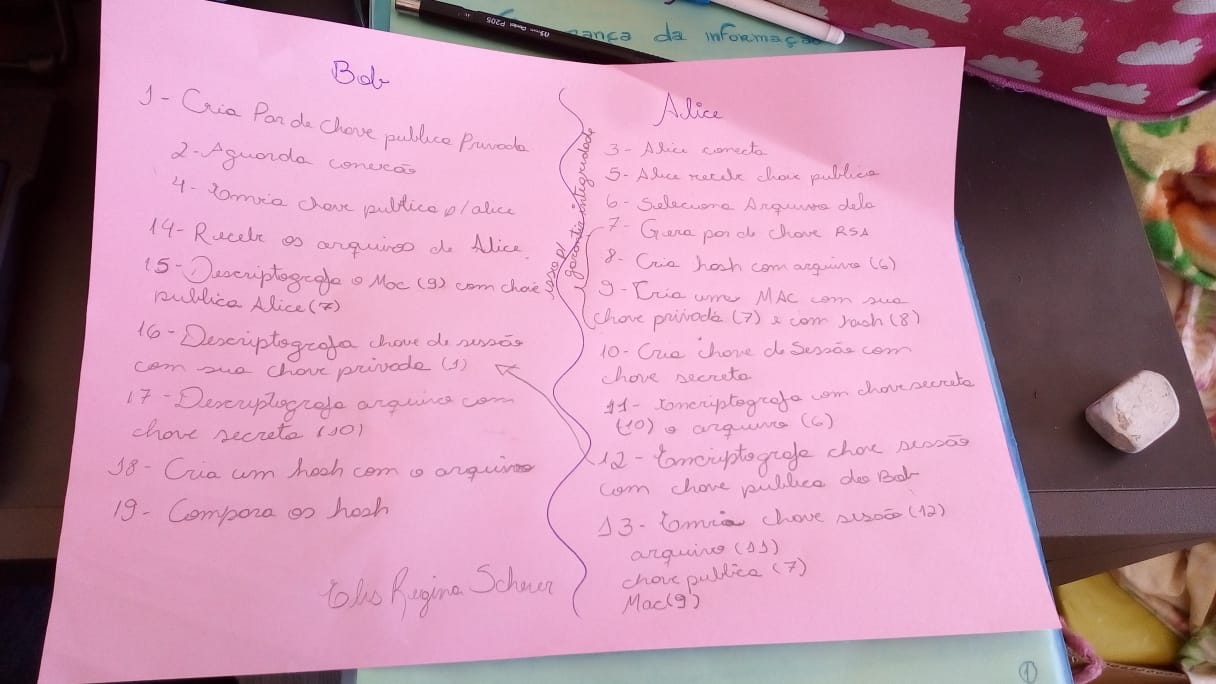 P205
da informação
Bob
1 - Cria Par de chave publica Privada
2 - Aguarda conexão
4 - Envia chave publica p/ alice
14 - Recebe os arquivos de Alice.
15 - Descriptografa o Mac (9) com chave
publica Alice (7)
16 - Descriptografa chave de sessão
com sua chave privada (1)
17 - Descriptografa arquivo com
chave secreta (10)
18 - Cria um hash com o arquivo
19 - Compara os hash
Regina Scherer
isso p/
garantir integridade
Alice
3 - Alice conecta
5 - Alice recebe chave publica
6 - Seleciona Arquivo dela
7 - Gera par de chave RSA
8 - Cria hash com arquivo (6)
9 - Cria uma MAC com sua
chave privada (7) e com hash (8)
10 - Cria chave de Sessão com
chave secreta
11 - Encriptografa com chave secreta
(10) o arquivo (6)
12 - Encriptografa chave sessão
com chave publica do Bob
13 - Envia chave sessão (12)
arquivo (11)
chave publica (7)
Mac (9)
1